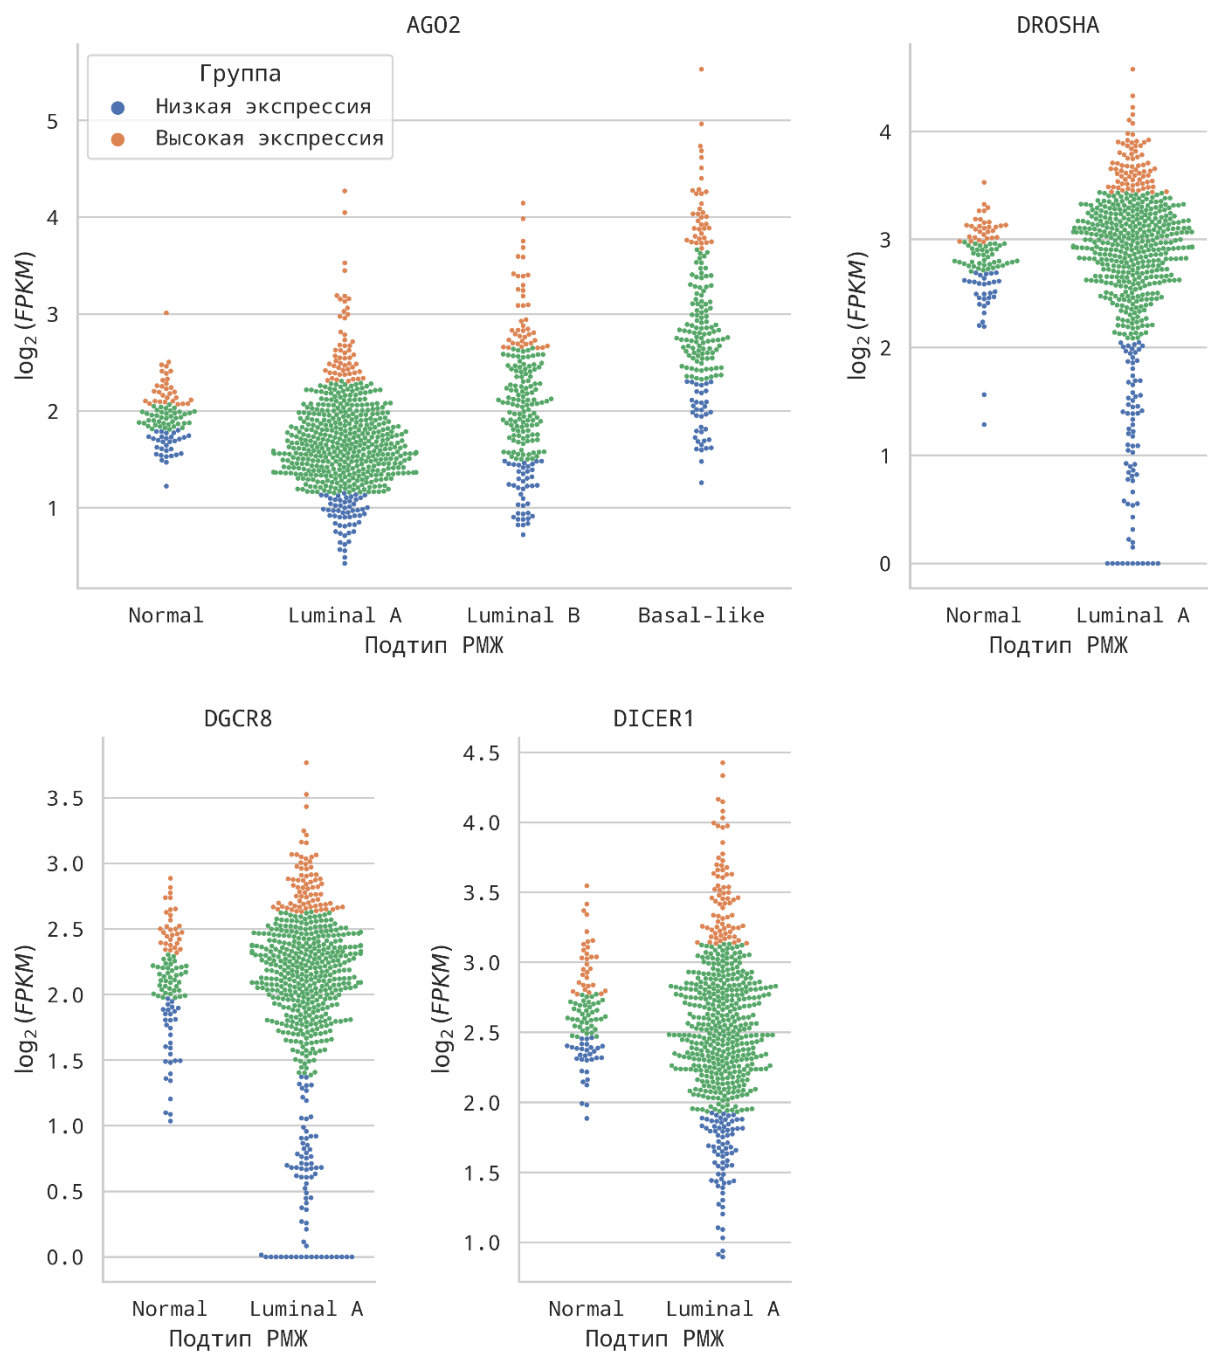 AGO2
Группа
Низкая экспрессия
Высокая экспрессия
5
4
3
2
1
log₂(FPKM)
Normal
Luminal A
Luminal B
Basal-like
Подтип РМЖ
DROSHA
4
3
2
1
0
log₂(FPKM)
Normal
Luminal A
Подтип РМЖ
DGCR8
3.5
3.0
2.5
2.0
1.5
1.0
0.5
0.0
log₂(FPKM)
Normal
Luminal A
Подтип РМЖ
DICER1
4.5
4.0
3.5
3.0
2.5
2.0
1.5
1.0
log₂(FPKM)
Normal
Luminal A
Подтип РМЖ